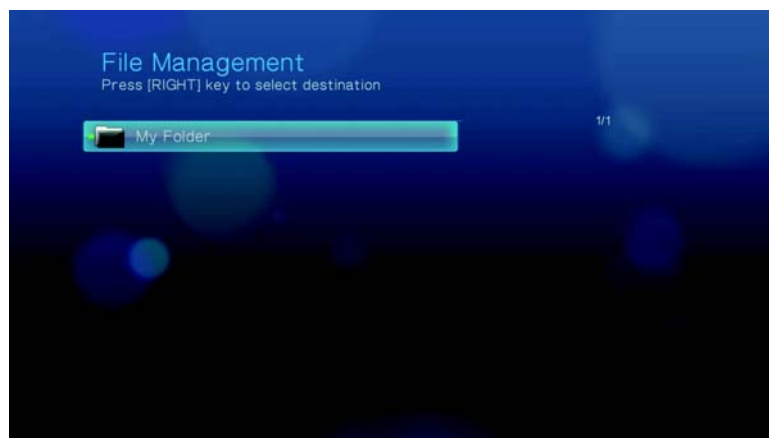 File Management
Press [RIGHT] key to select destination
1/1
My Folder